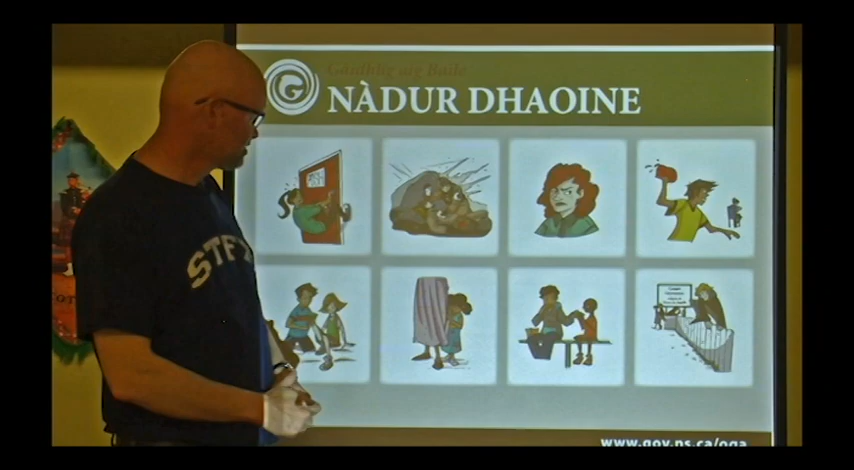 Gàidhlig aig Baile
NÀDUR DHAOINE
STFX
www.gov.ns.ca/oga